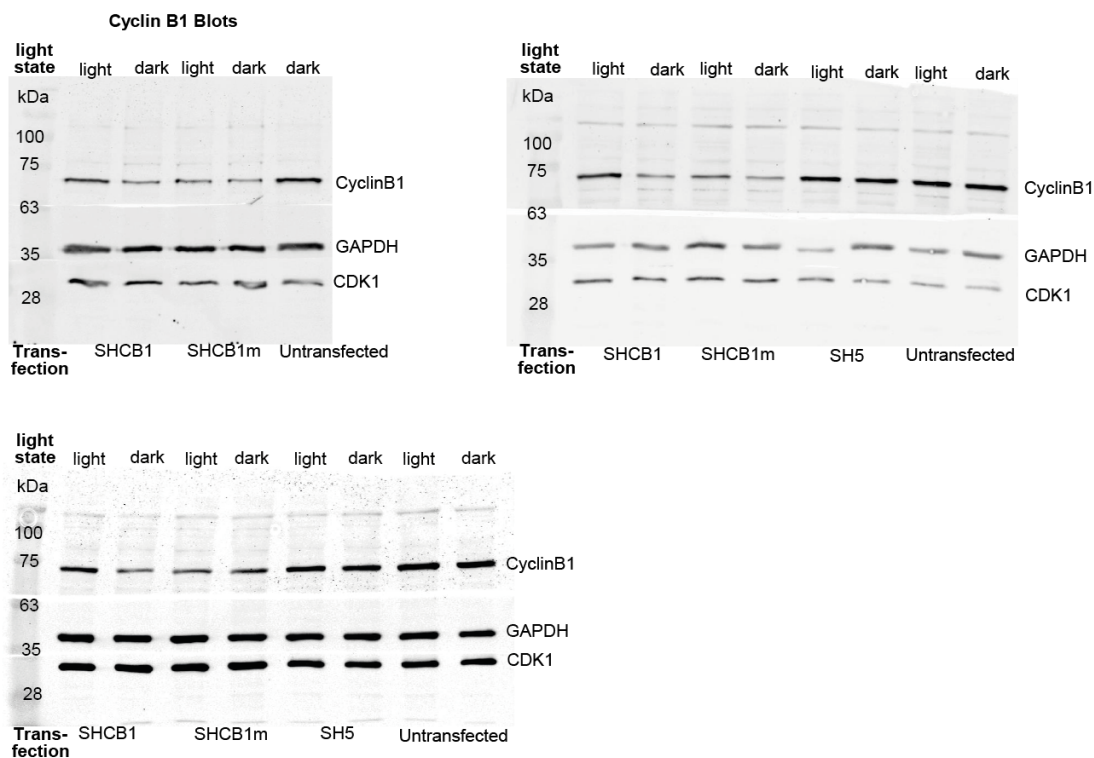 Cyclin B1 Blots
light
state
light dark light dark dark
kDa
100
75
63
35
28
CyclinB1
GAPDH
CDK1
Trans-
fection
SHCB1 SHCB1m Untransfected
light
state
light dark light dark light dark light dark
kDa
100
75
63
35
28
CyclinB1
GAPDH
CDK1
Trans-
fection
SHCB1 SHCB1m SH5 Untransfected
light
state
light dark light dark light dark light dark
kDa
100
75
63
35
28
CyclinB1
GAPDH
CDK1
Trans-
fection
SHCB1 SHCB1m SH5 Untransfected